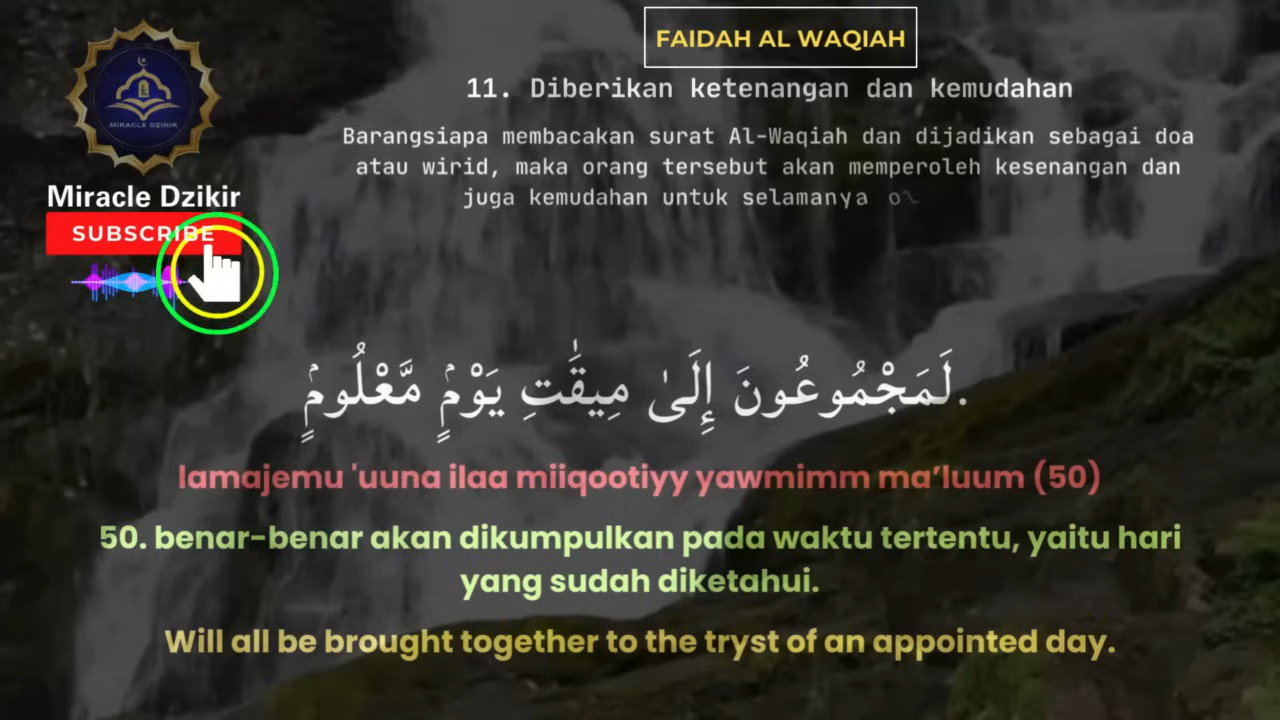 FAIDAH AL WAQIAH
11. Diberikan ketenangan dan kemudahan
Barangsiapa membacakan surat Al-Waqiah dan dijadikan sebagai doa
atau wirid, maka orang tersebut akan memperoleh kesenangan dan
juga kemudahan untuk selamanya
MIRACLE DZIKIR
Miracle Dzikir
SUBSCRIBE
لَمَجْمُوعُونَ إِلَىٰ مِيقَٰتِ يَوْمٍۢ مَّعْلُومٍۢ.
lamajemu 'uuna ilaa miiqootiyy yawmimm ma’luum (50)
50. benar-benar akan dikumpulkan pada waktu tertentu, yaitu hari
yang sudah diketahui.
Will all be brought together to the tryst of an appointed day.